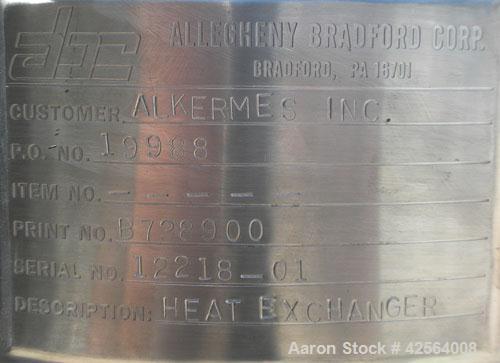 abc ALLEGHENY BRADFORD CORP.
BRADFORD, PA 16701
CUSTOMER. ALKERMES INC.
P.O. NO. 19988
ITEM NO. – – – – –
PRINT NO. B728900
SERIAL NO. 12218–01
DESCRIPTION: HEAT EXCHANGER
Aaron Stock # 42564008